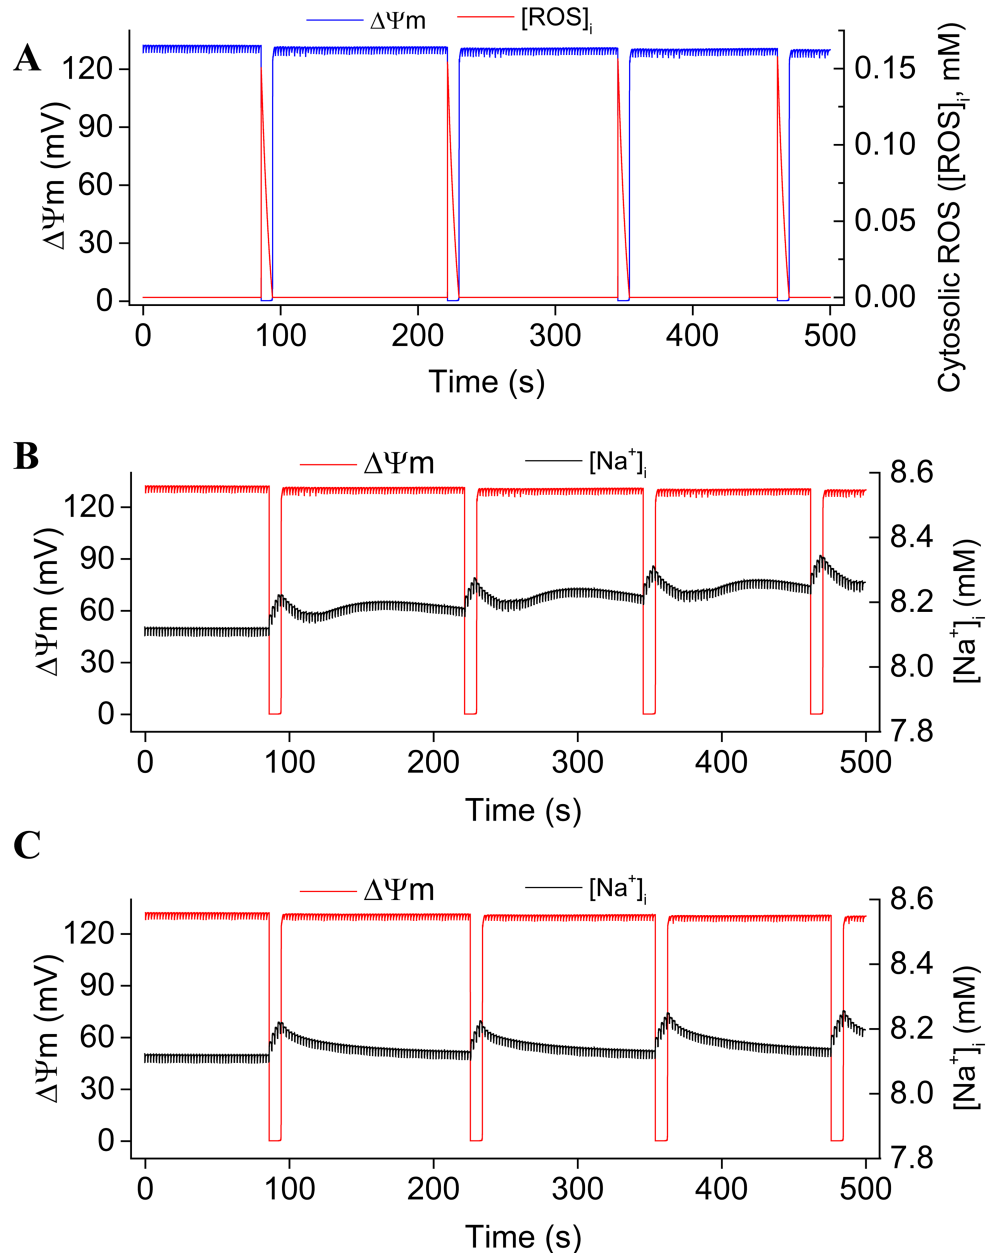 ΔΨm [ROS]i
A
120
90
60
30
0
ΔΨm (mV)
0.15
0.10
0.05
0.00
Cytosolic ROS ([ROS]i, mM)
0 100 200 300 400 500
Time (s)
B
ΔΨm [Na+]i
120
90
60
30
0
ΔΨm (mV)
8.6
8.4
8.2
8.0
7.8
[Na+]i (mM)
0 100 200 300 400 500
Time (s)
C
ΔΨm [Na+]i
120
90
60
30
0
ΔΨm (mV)
8.6
8.4
8.2
8.0
7.8
[Na+]i (mM)
0 100 200 300 400 500
Time (s)